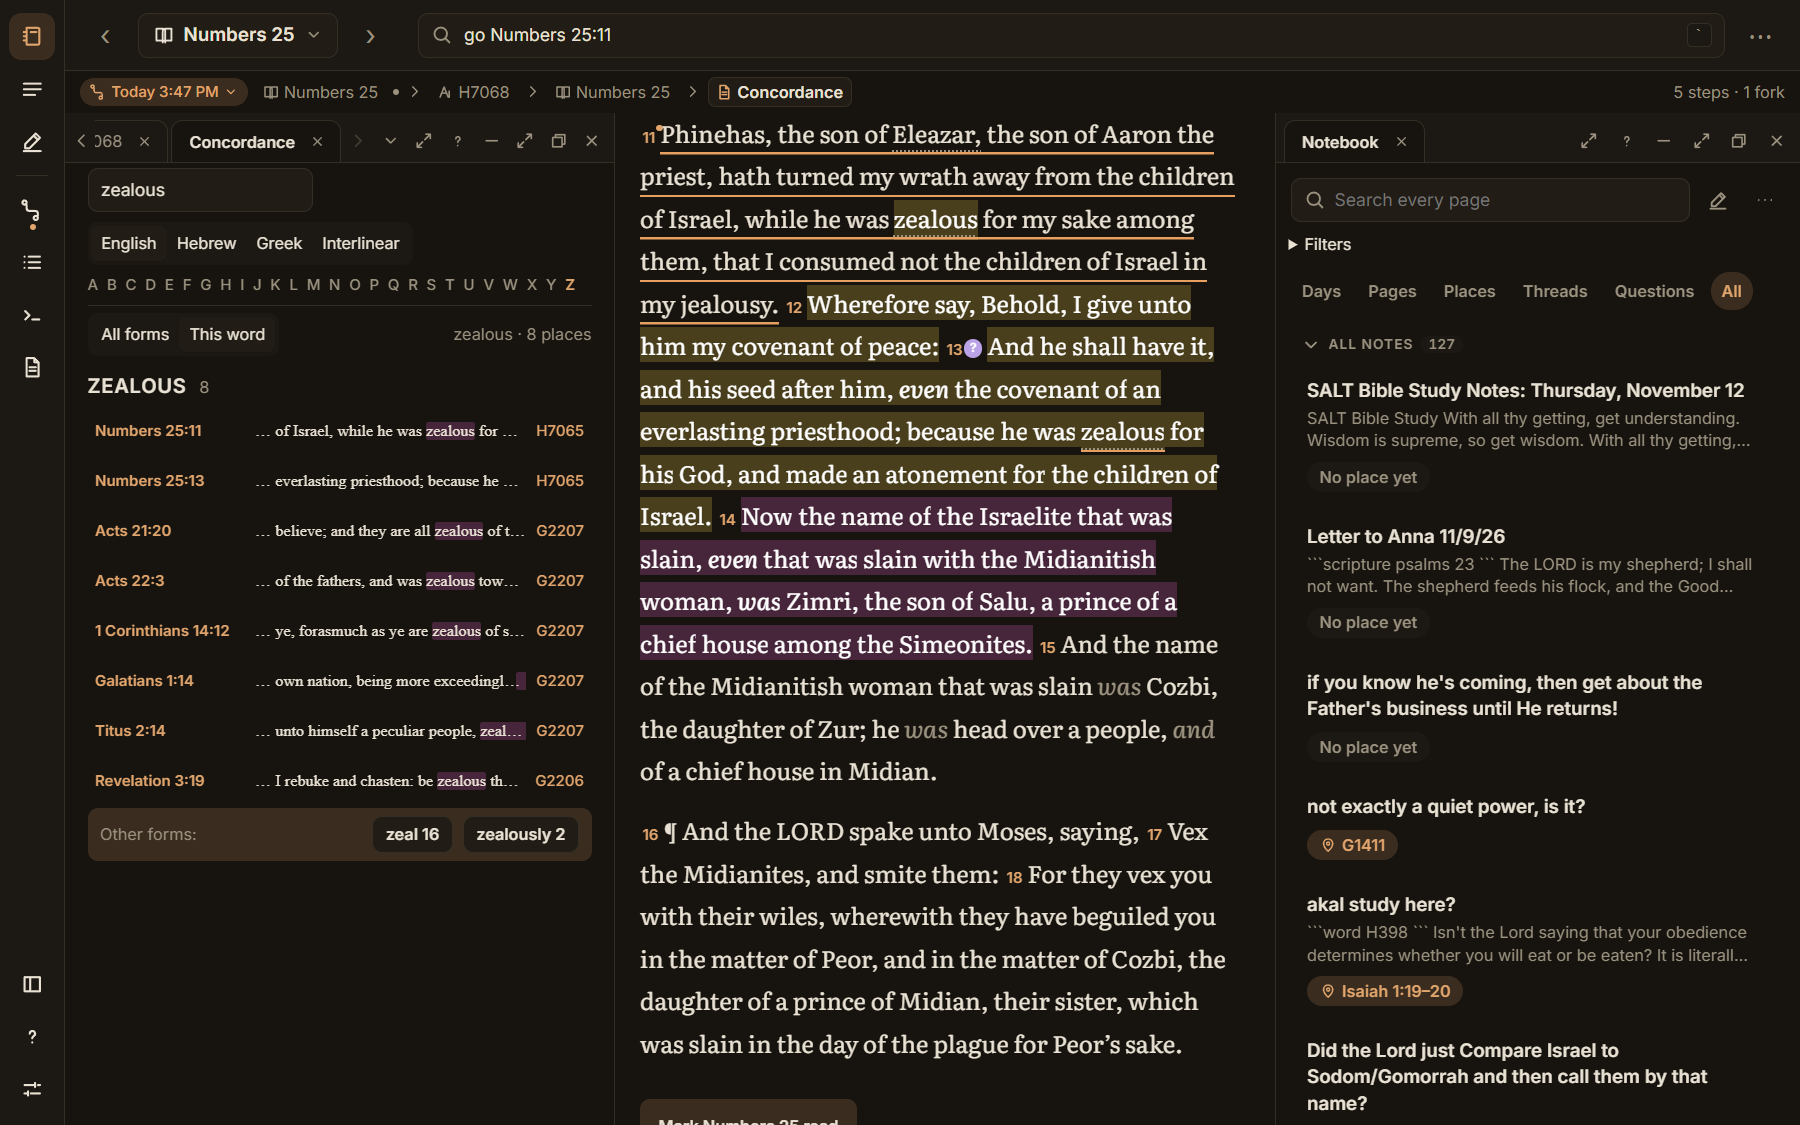 Numbers 25
go Numbers 25:11
`
Today 3:47 PM
Numbers 25
H7068
Numbers 25
Concordance
5 steps · 1 fork
068
Concordance
?
zealous
English Hebrew Greek Interlinear
A B C D E F G H I J K L M N O P Q R S T U V W X Y Z
All forms This word
zealous · 8 places
ZEALOUS 8
Numbers 25:11 … of Israel, while he was zealous for … H7065
Numbers 25:13 … everlasting priesthood; because he … H7065
Acts 21:20 … believe; and they are all zealous of t… G2207
Acts 22:3 … of the fathers, and was zealous tow… G2207
1 Corinthians 14:12 … ye, forasmuch as ye are zealous of s… G2207
Galatians 1:14 … own nation, being more exceedingl… G2207
Titus 2:14 … unto himself a peculiar people, zeal… G2207
Revelation 3:19 … I rebuke and chasten: be zealous th… G2206
Other forms: zeal 16 zealously 2
11 Phinehas, the son of Eleazar, the son of Aaron the
priest, hath turned my wrath away from the children
of Israel, while he was zealous for my sake among
them, that I consumed not the children of Israel in
my jealousy. 12 Wherefore say, Behold, I give unto
him my covenant of peace: 13 ? And he shall have it,
and his seed after him, even the covenant of an
everlasting priesthood; because he was zealous for
his God, and made an atonement for the children of
Israel. 14 Now the name of the Israelite that was
slain, even that was slain with the Midianitish
woman, was Zimri, the son of Salu, a prince of a
chief house among the Simeonites. 15 And the name
of the Midianitish woman that was slain was Cozbi,
the daughter of Zur; he was head over a people, and
of a chief house in Midian.
16 ¶ And the LORD spake unto Moses, saying, 17 Vex
the Midianites, and smite them: 18 For they vex you
with their wiles, wherewith they have beguiled you
in the matter of Peor, and in the matter of Cozbi, the
daughter of a prince of Midian, their sister, which
was slain in the day of the plague for Peor’s sake.
Mark Numbers 25 read
Notebook
?
Search every page
Filters
Days Pages Places Threads Questions All
ALL NOTES 127
SALT Bible Study Notes: Thursday, November 12
SALT Bible Study With all thy getting, get understanding.
Wisdom is supreme, so get wisdom. With all thy getting,…
No place yet
Letter to Anna 11/9/26
```scripture psalms 23 ``` The LORD is my shepherd; I shall
not want. The shepherd feeds his flock, and the Good…
No place yet
if you know he's coming, then get about the
Father's business until He returns!
No place yet
not exactly a quiet power, is it?
G1411
akal study here?
```word H398 ``` Isn't the Lord saying that your obedience
determines whether you will eat or be eaten? It is literall…
Isaiah 1:19–20
Did the Lord just Compare Israel to
Sodom/Gomorrah and then call them by that
name?
?